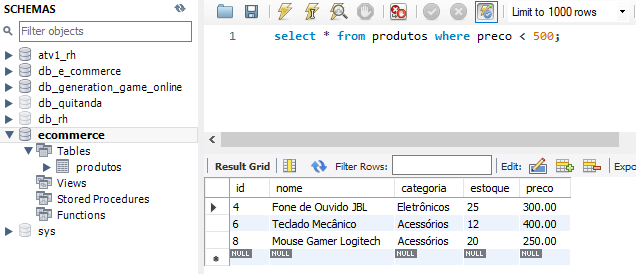 SCHEMAS
Filter objects
atv1_rh
db_e_commerce
db_generation_game_online
db_quitanda
db_rh
ecommerce
Tables
produtos
Views
Stored Procedures
Functions
sys
Limit to 1000 rows
1 select * from produtos where preco < 500;
Result Grid Filter Rows: Edit: Expo
id nome categoria estoque preco
4 Fone de Ouvido JBL Eletrônicos 25 300.00
6 Teclado Mecânico Acessórios 12 400.00
8 Mouse Gamer Logitech Acessórios 20 250.00
NULL NULL NULL NULL NULL